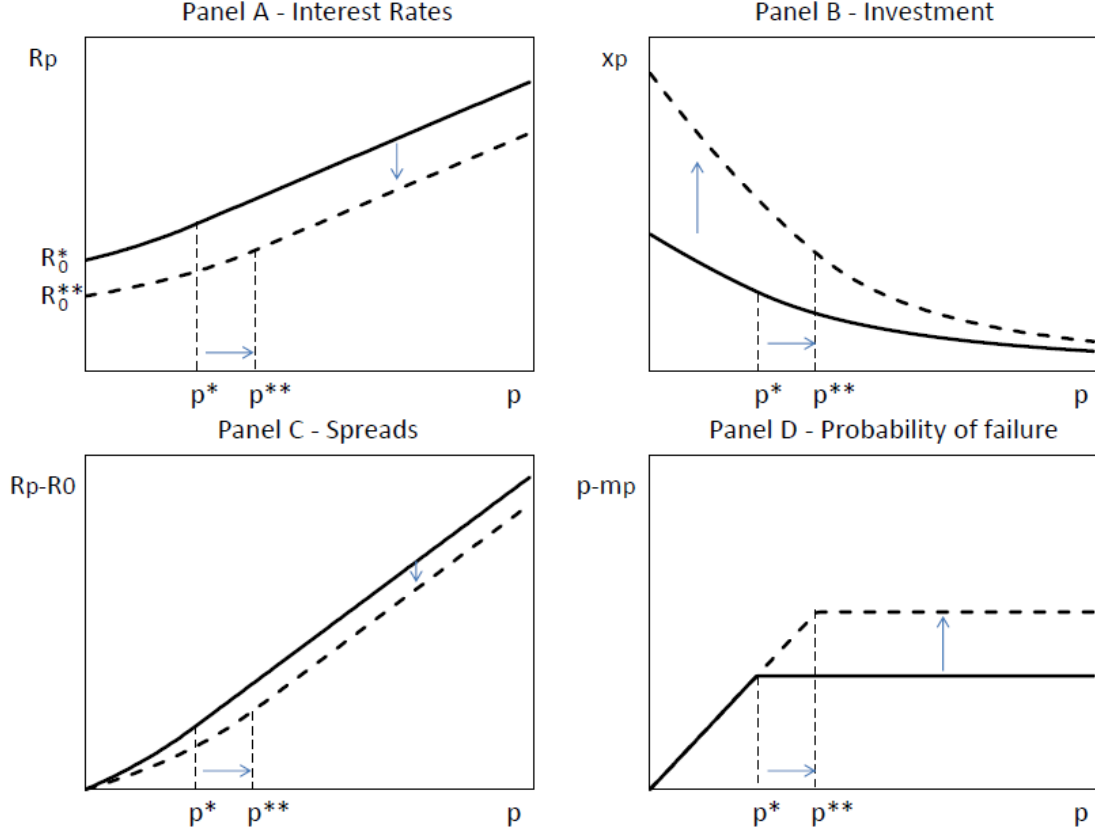 Panel A - Interest Rates
Rp
R*0
R**0
p* p** p
Panel B - Investment
xp
p* p** p
Panel C - Spreads
Rp-R0
p* p** p
Panel D - Probability of failure
p-mp
p* p** p